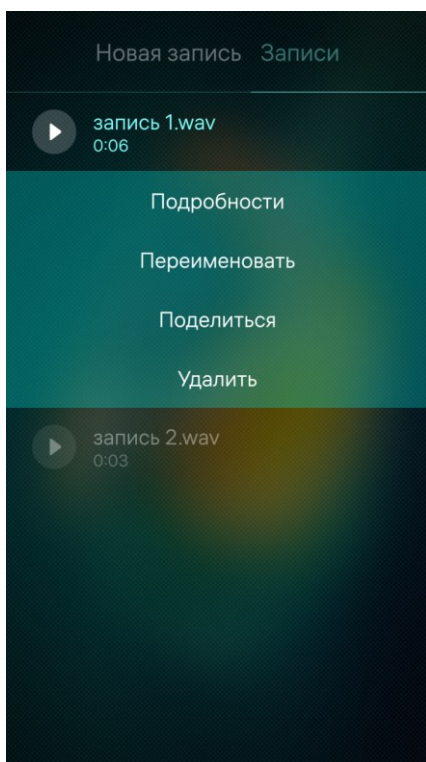 Новая запись Записи
запись 1.wav
0:06
Подробности
Переименовать
Поделиться
Удалить
запись 2.wav
0:03